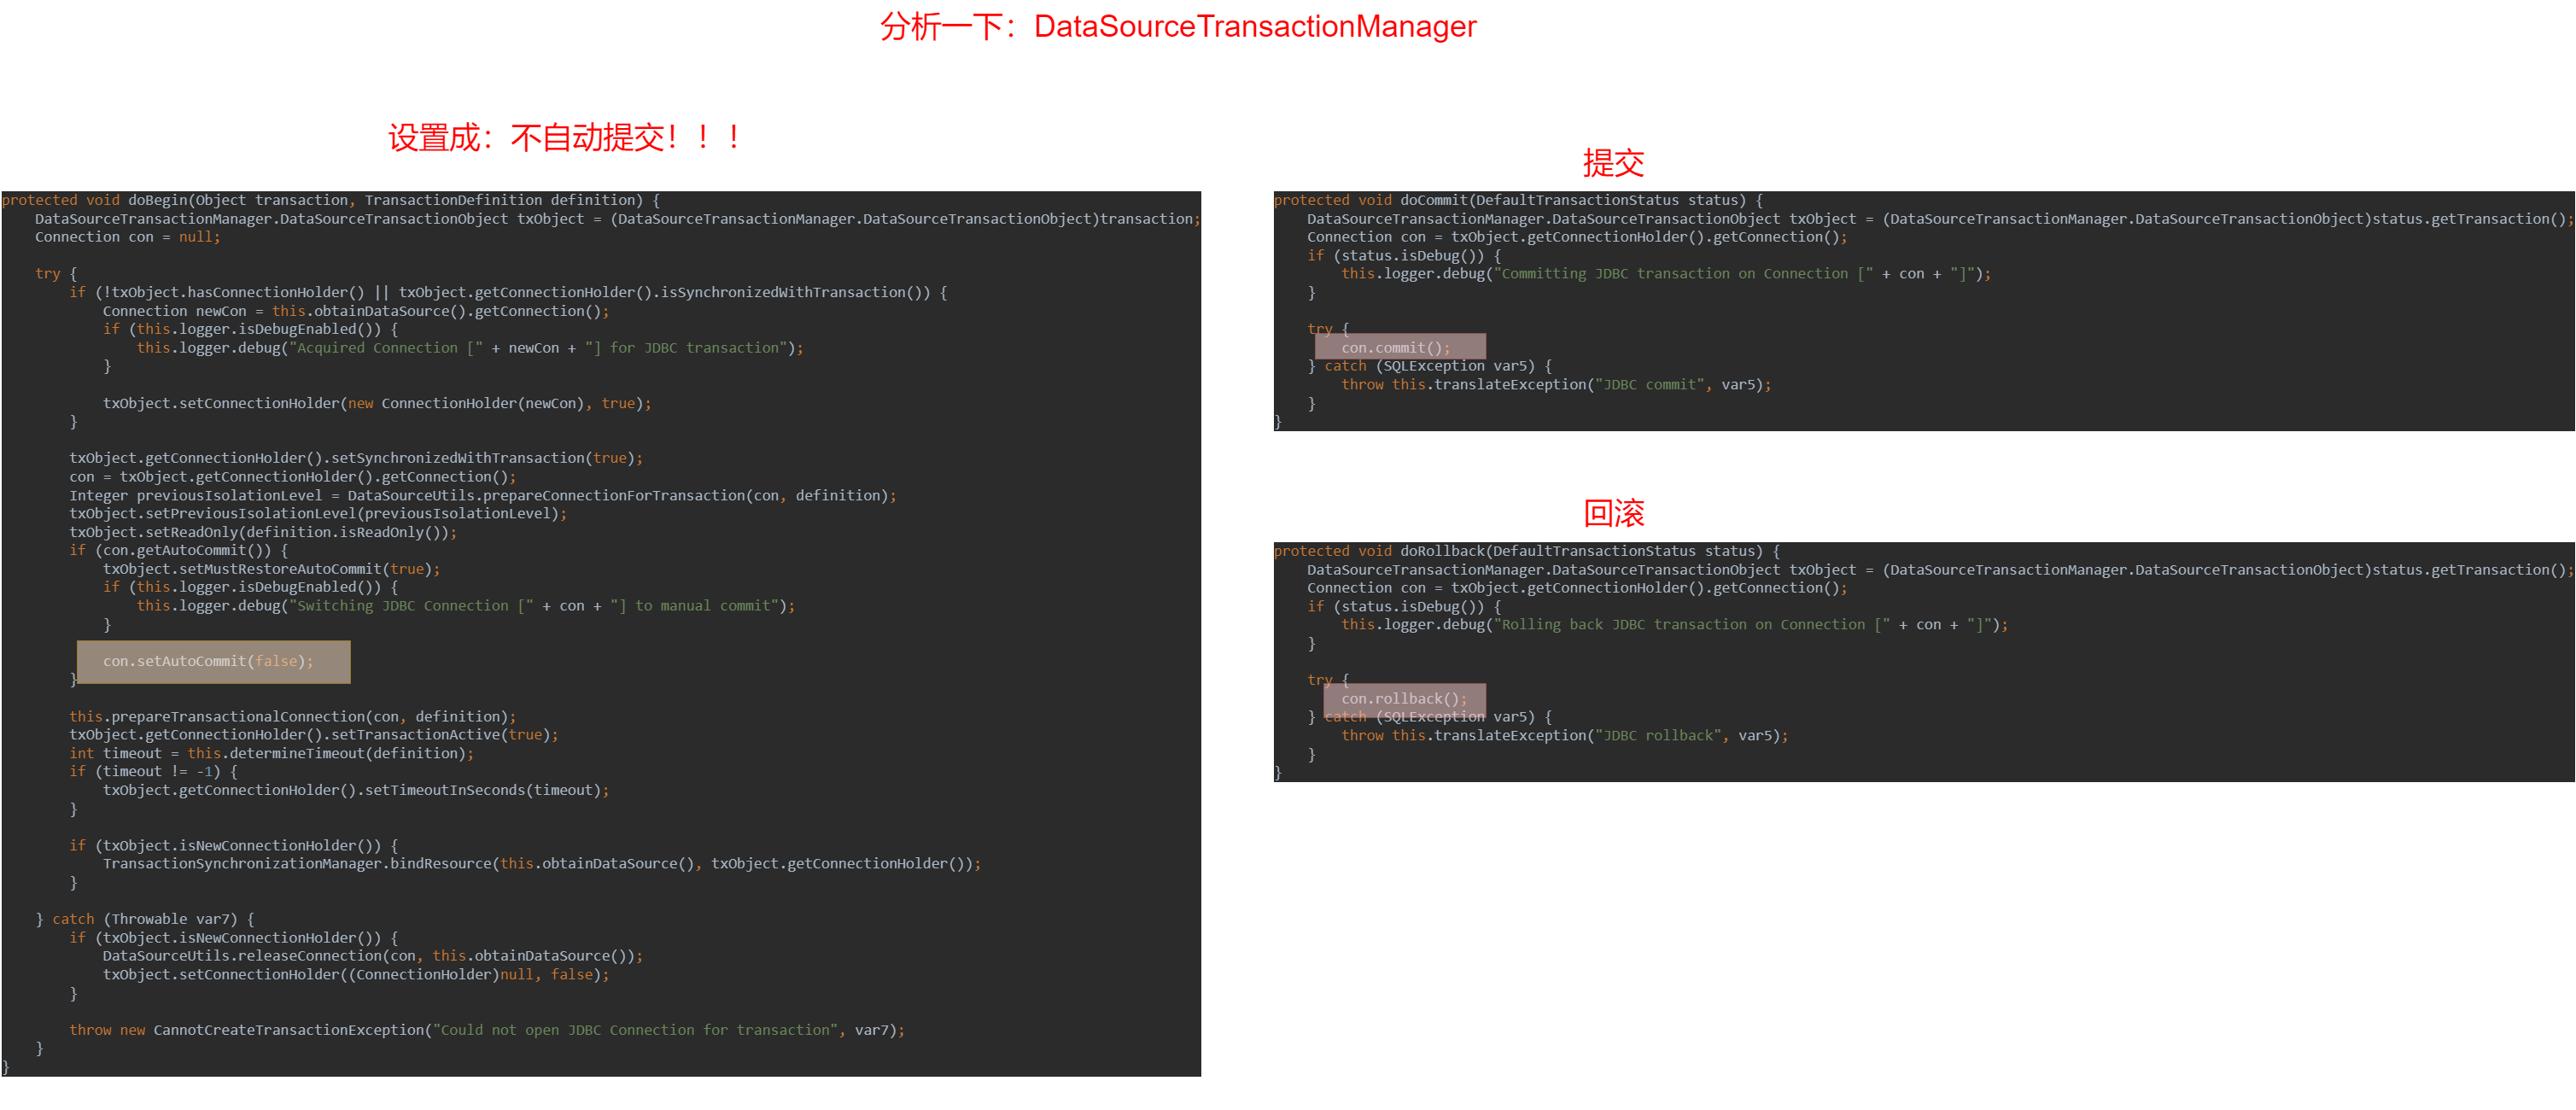 分析一下：DataSourceTransactionManager
设置成：不自动提交！！！
protected void doBegin(Object transaction, TransactionDefinition definition) {
    DataSourceTransactionManager.DataSourceTransactionObject txObject = (DataSourceTransactionManager.DataSourceTransactionObject)transaction;
    Connection con = null;
    try {
        if (!txObject.hasConnectionHolder() || txObject.getConnectionHolder().isSynchronizedWithTransaction()) {
            Connection newCon = this.obtainDataSource().getConnection();
            if (this.logger.isDebugEnabled()) {
                this.logger.debug("Acquired Connection [" + newCon + "] for JDBC transaction");
            }
            txObject.setConnectionHolder(new ConnectionHolder(newCon), true);
        }
        txObject.getConnectionHolder().setSynchronizedWithTransaction(true);
        con = txObject.getConnectionHolder().getConnection();
        Integer previousIsolationLevel = DataSourceUtils.prepareConnectionForTransaction(con, definition);
        txObject.setPreviousIsolationLevel(previousIsolationLevel);
        txObject.setReadOnly(definition.isReadOnly());
        if (con.getAutoCommit()) {
            txObject.setMustRestoreAutoCommit(true);
            if (this.logger.isDebugEnabled()) {
                this.logger.debug("Switching JDBC Connection [" + con + "] to manual commit");
            }
            con.setAutoCommit(false);
        }
        this.prepareTransactionalConnection(con, definition);
        txObject.getConnectionHolder().setTransactionActive(true);
        int timeout = this.determineTimeout(definition);
        if (timeout != -1) {
            txObject.getConnectionHolder().setTimeoutInSeconds(timeout);
        }
        if (txObject.isNewConnectionHolder()) {
            TransactionSynchronizationManager.bindResource(this.obtainDataSource(), txObject.getConnectionHolder());
        }
    } catch (Throwable var7) {
        if (txObject.isNewConnectionHolder()) {
            DataSourceUtils.releaseConnection(con, this.obtainDataSource());
            txObject.setConnectionHolder((ConnectionHolder)null, false);
        }
        throw new CannotCreateTransactionException("Could not open JDBC Connection for transaction", var7);
    }
}
提交
protected void doCommit(DefaultTransactionStatus status) {
    DataSourceTransactionManager.DataSourceTransactionObject txObject = (DataSourceTransactionManager.DataSourceTransactionObject)status.getTransaction();
    Connection con = txObject.getConnectionHolder().getConnection();
    if (status.isDebug()) {
        this.logger.debug("Committing JDBC transaction on Connection [" + con + "]");
    }
    try {
        con.commit();
    } catch (SQLException var5) {
        throw this.translateException("JDBC commit", var5);
    }
}
回滚
protected void doRollback(DefaultTransactionStatus status) {
    DataSourceTransactionManager.DataSourceTransactionObject txObject = (DataSourceTransactionManager.DataSourceTransactionObject)status.getTransaction();
    Connection con = txObject.getConnectionHolder().getConnection();
    if (status.isDebug()) {
        this.logger.debug("Rolling back JDBC transaction on Connection [" + con + "]");
    }
    try {
        con.rollback();
    } catch (SQLException var5) {
        throw this.translateException("JDBC rollback", var5);
    }
}